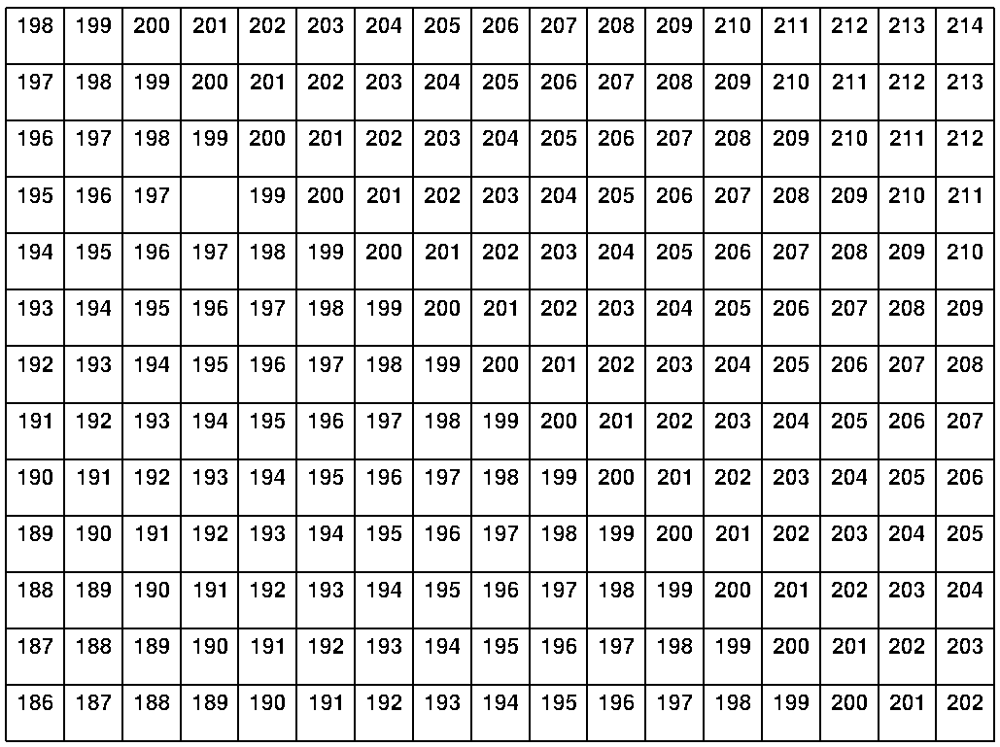 198 199 200 201 202 203 204 205 206 207 208 209 210 211 212 213 214
197 198 199 200 201 202 203 204 205 206 207 208 209 210 211 212 213
196 197 198 199 200 201 202 203 204 205 206 207 208 209 210 211 212
195 196 197 199 200 201 202 203 204 205 206 207 208 209 210 211
194 195 196 197 198 199 200 201 202 203 204 205 206 207 208 209 210
193 194 195 196 197 198 199 200 201 202 203 204 205 206 207 208 209
192 193 194 195 196 197 198 199 200 201 202 203 204 205 206 207 208
191 192 193 194 195 196 197 198 199 200 201 202 203 204 205 206 207
190 191 192 193 194 195 196 197 198 199 200 201 202 203 204 205 206
189 190 191 192 193 194 195 196 197 198 199 200 201 202 203 204 205
188 189 190 191 192 193 194 195 196 197 198 199 200 201 202 203 204
187 188 189 190 191 192 193 194 195 196 197 198 199 200 201 202 203
186 187 188 189 190 191 192 193 194 195 196 197 198 199 200 201 202